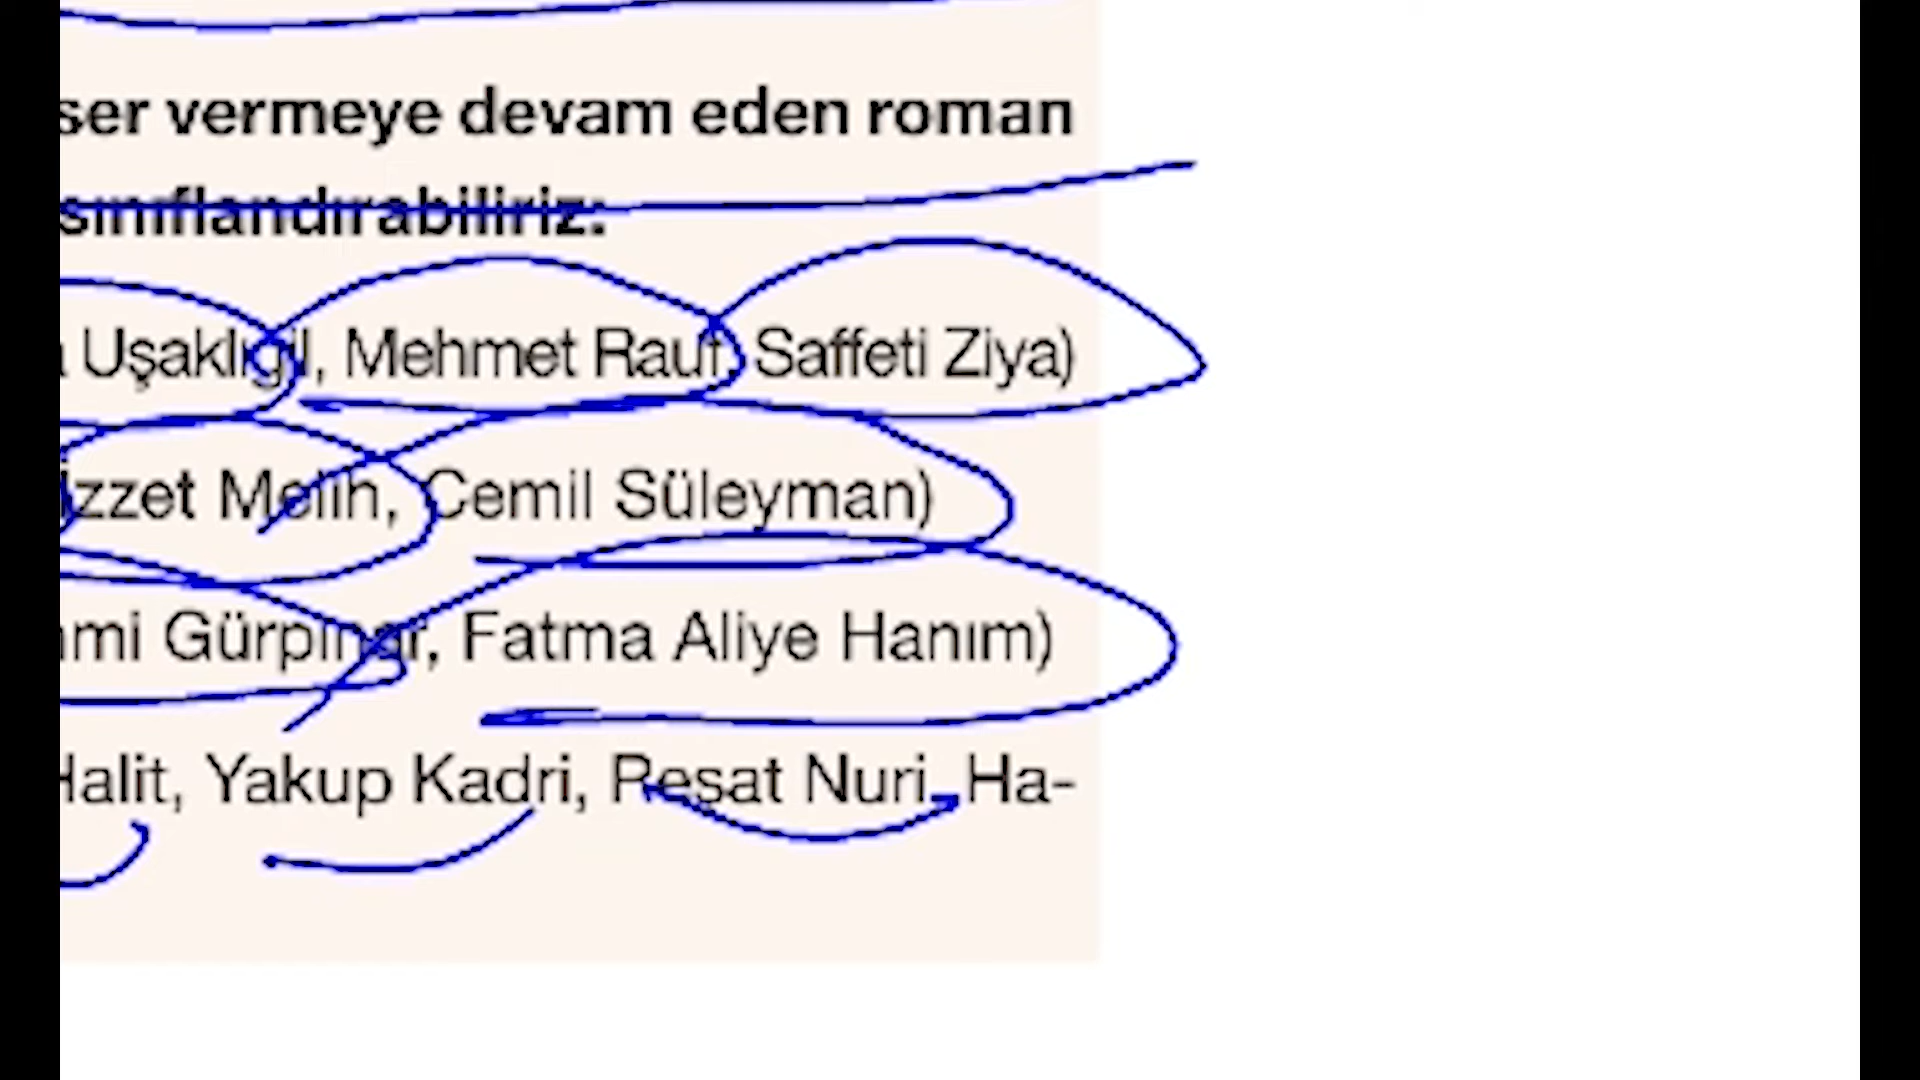 ser vermeye devam eden roman
sınıflandırabiliriz:
Uşaklıgil, Mehmet Rauf, Saffeti Ziya)
İzzet Melih, Cemil Süleyman)
Gürpınar, Fatma Aliye Hanım)
Halit, Yakup Kadri, Reşat Nuri, Ha-